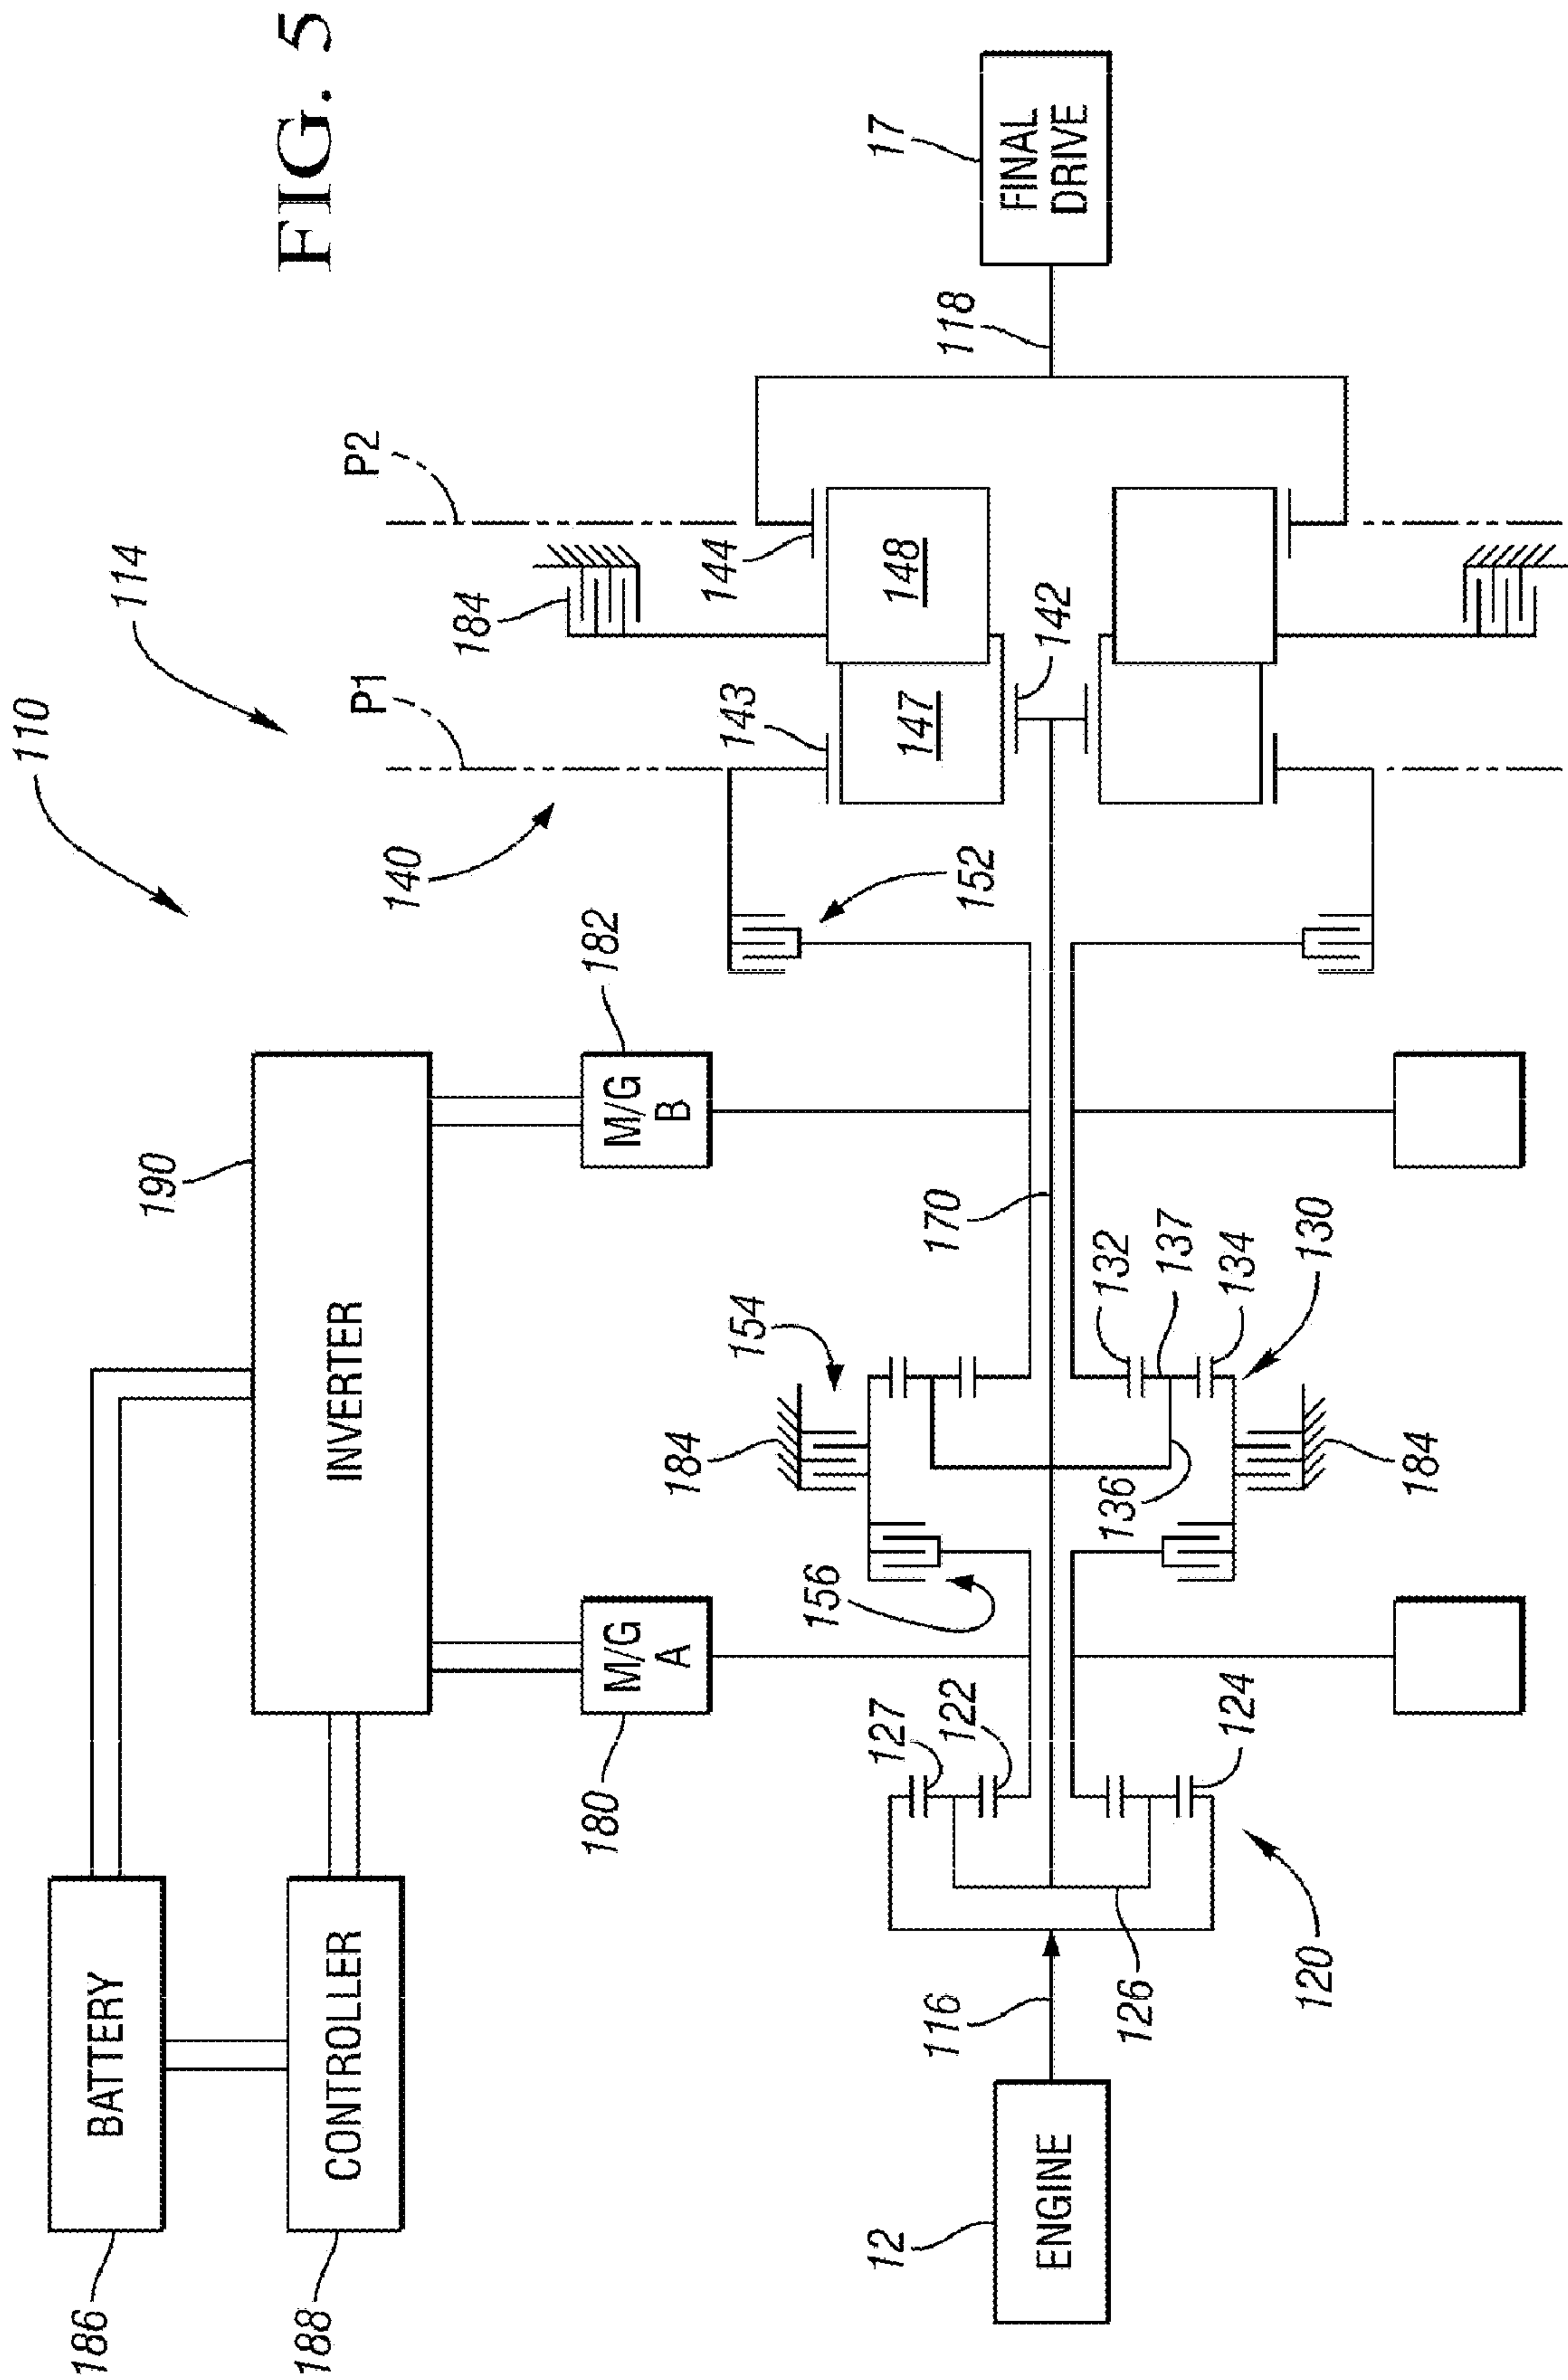 FIG. 5
110
114
P1
P2
140
184
143
147
144
148
142
152
118
17
FINAL
DRIVE
186
BATTERY
188
CONTROLLER
190
INVERTER
180
M/G
A
182
M/G
B
12
ENGINE
116
126
120
127
122
124
156
184
154
136
184
170
132
137
134
130